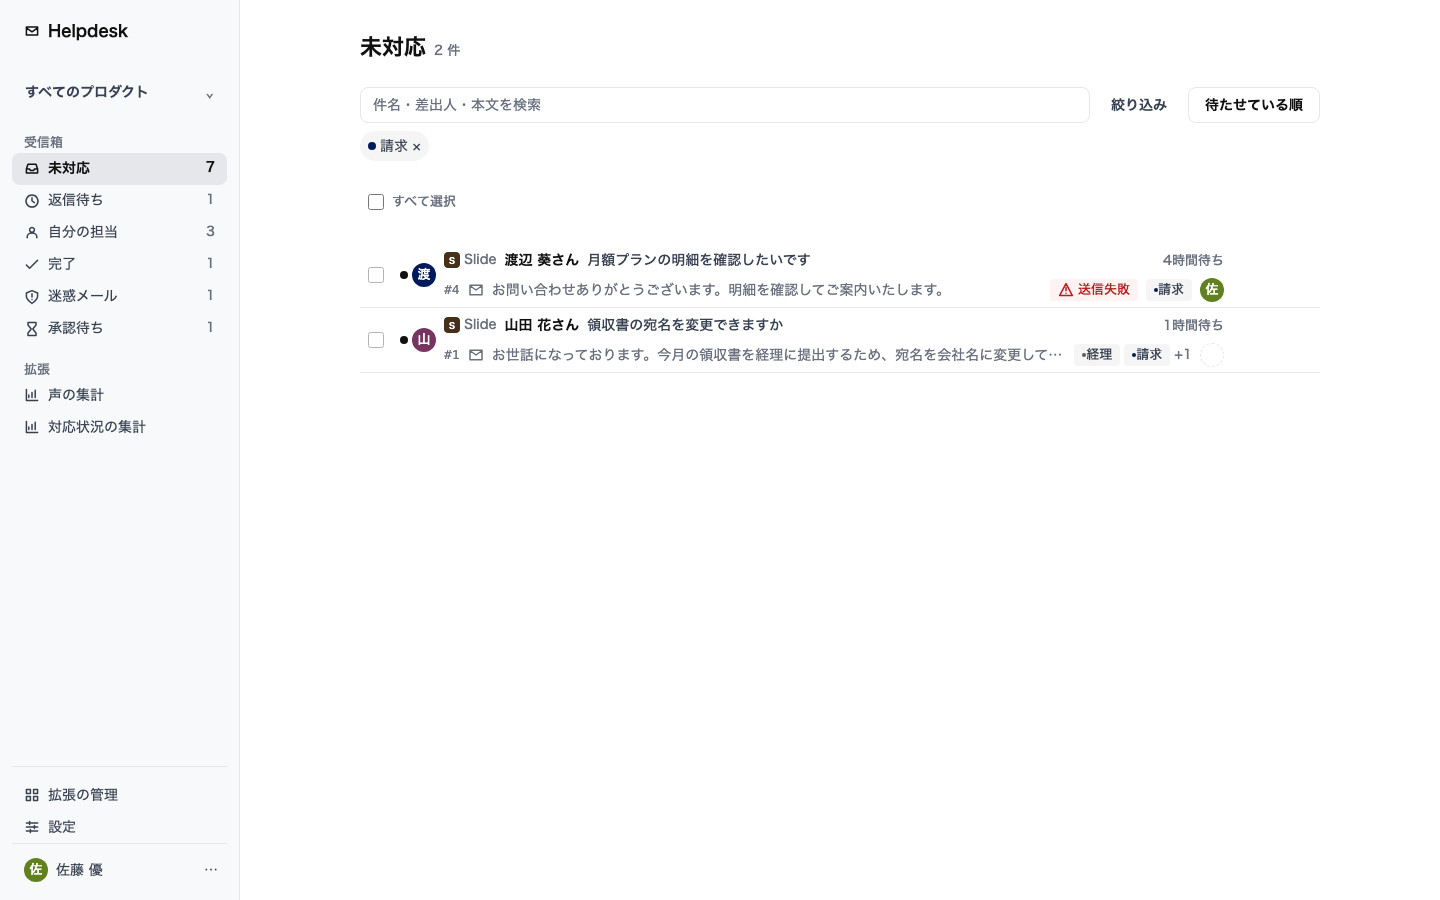 Helpdesk
すべてのプロダクト
受信箱
未対応 7
返信待ち 1
自分の担当 3
完了 1
迷惑メール 1
承認待ち 1
拡張
声の集計
対応状況の集計
拡張の管理
設定
佐 佐藤 優 …
未対応 2 件
件名・差出人・本文を検索 絞り込み 待たせている順
請求 ×
すべて選択
渡 S Slide 渡辺 葵さん 月額プランの明細を確認したいです 4時間待ち
#4 お問い合わせありがとうございます。明細を確認してご案内いたします。 送信失敗 •請求 佐
山 S Slide 山田 花さん 領収書の宛名を変更できますか 1時間待ち
#1 お世話になっております。今月の領収書を経理に提出するため、宛名を会社名に変更して… •経理 •請求 +1